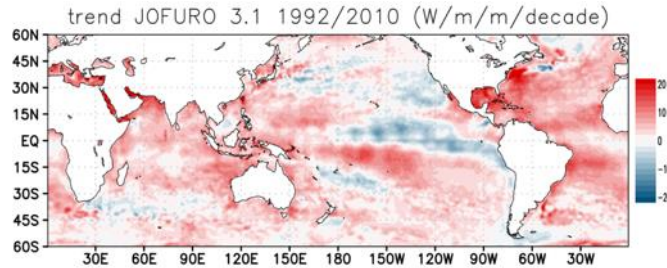 trend JOFURO 3.1 1992/2010 (W/m/m/decade)
60N
45N
30N
15N
EQ
15S
30S
45S
60S
30E 60E 90E 120E 150E 180 150W 120W 90W 60W 30W
20
10
0
-1
-2